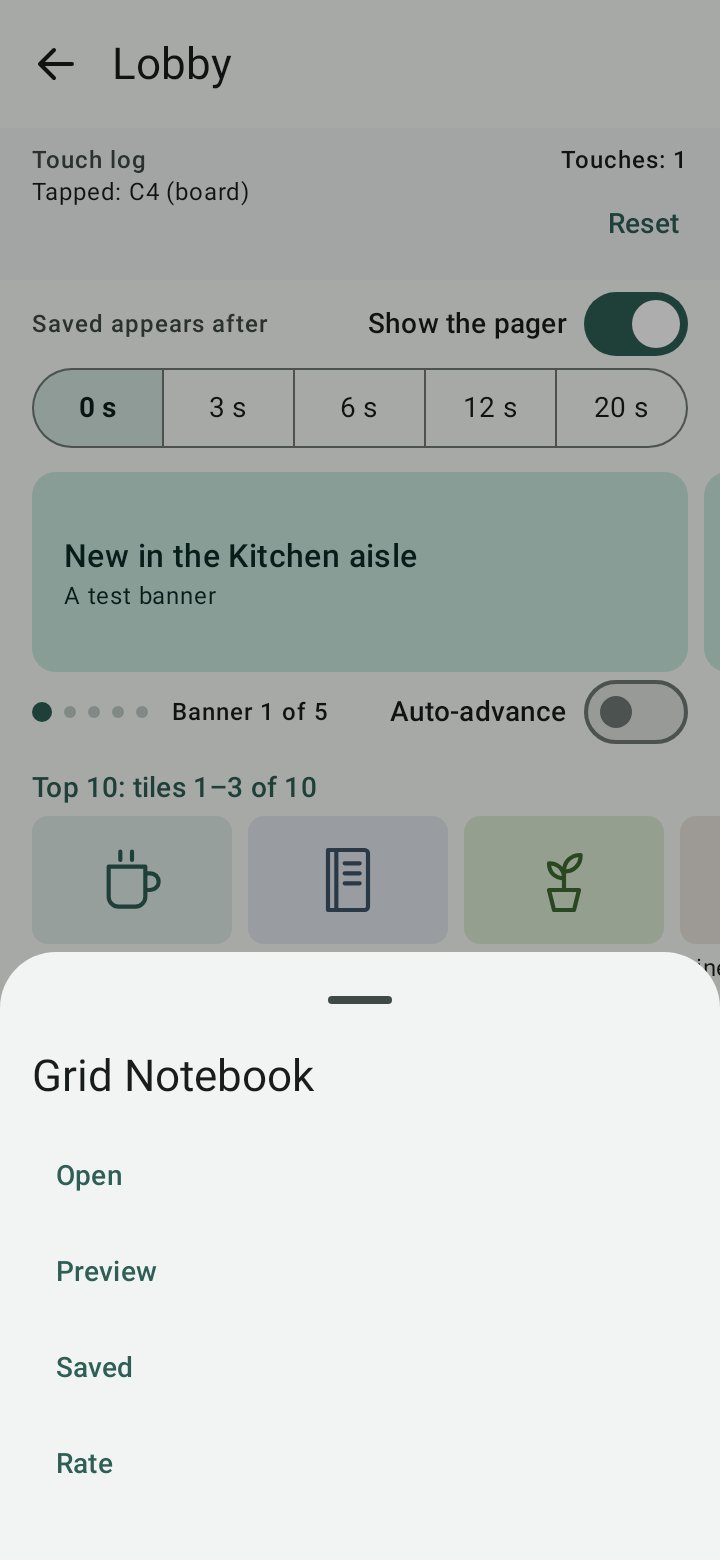 Lobby
Touch log
Touches: 1
Tapped: C4 (board)
Reset
Saved appears after
Show the pager
0 s
3 s
6 s
12 s
20 s
New in the Kitchen aisle
A test banner
Banner 1 of 5
Auto-advance
Top 10: tiles 1–3 of 10
Grid Notebook
Open
Preview
Saved
Rate